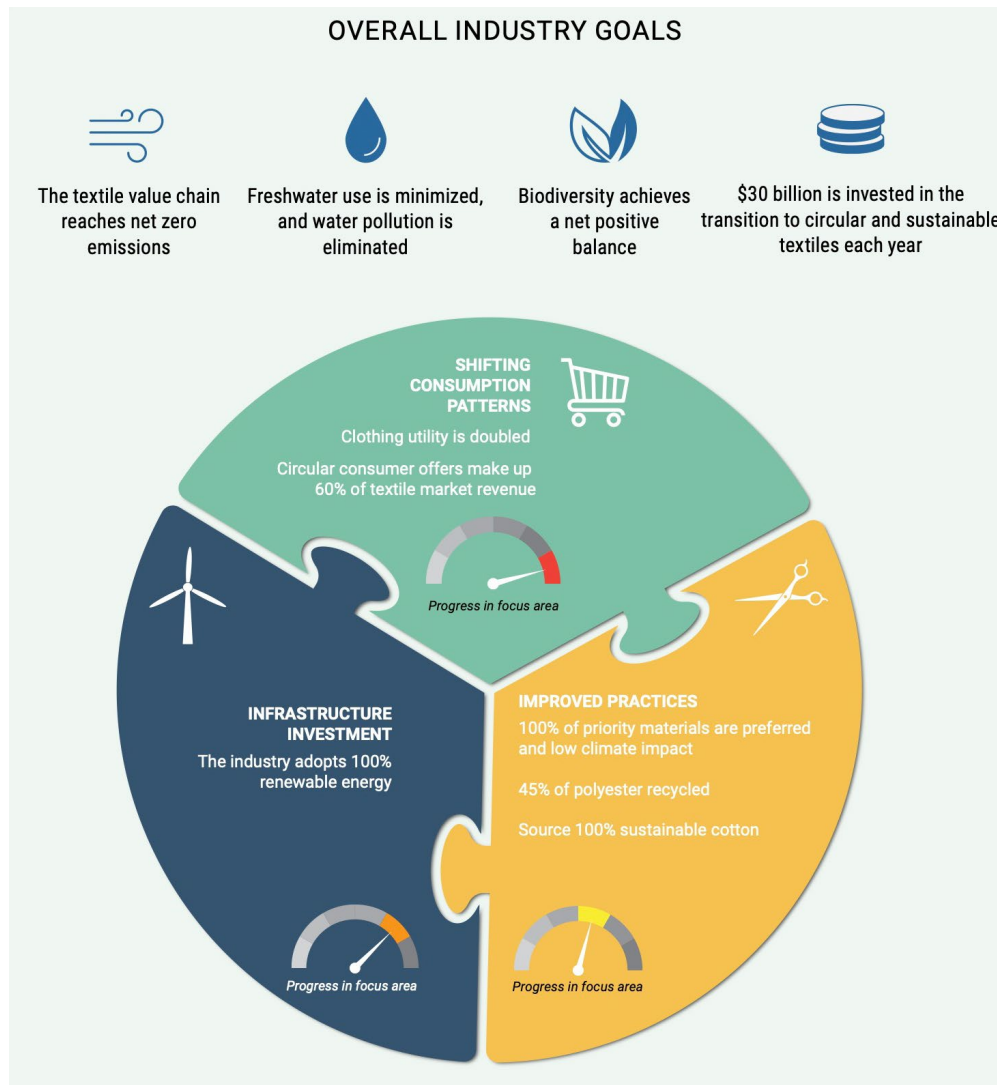 OVERALL INDUSTRY GOALS
The textile value chain
reaches net zero
emissions
Freshwater use is minimized,
and water pollution is
eliminated
Biodiversity achieves
a net positive
balance
$30 billion is invested in the
transition to circular and sustainable
textiles each year
SHIFTING
CONSUMPTION
PATTERNS
Clothing utility is doubled
Circular consumer offers make up
60% of textile market revenue
Progress in focus area
INFRASTRUCTURE
INVESTMENT
The industry adopts 100%
renewable energy
Progress in focus area
IMPROVED PRACTICES
100% of priority materials are preferred
and low climate impact
45% of polyester recycled
Source 100% sustainable cotton
Progress in focus area